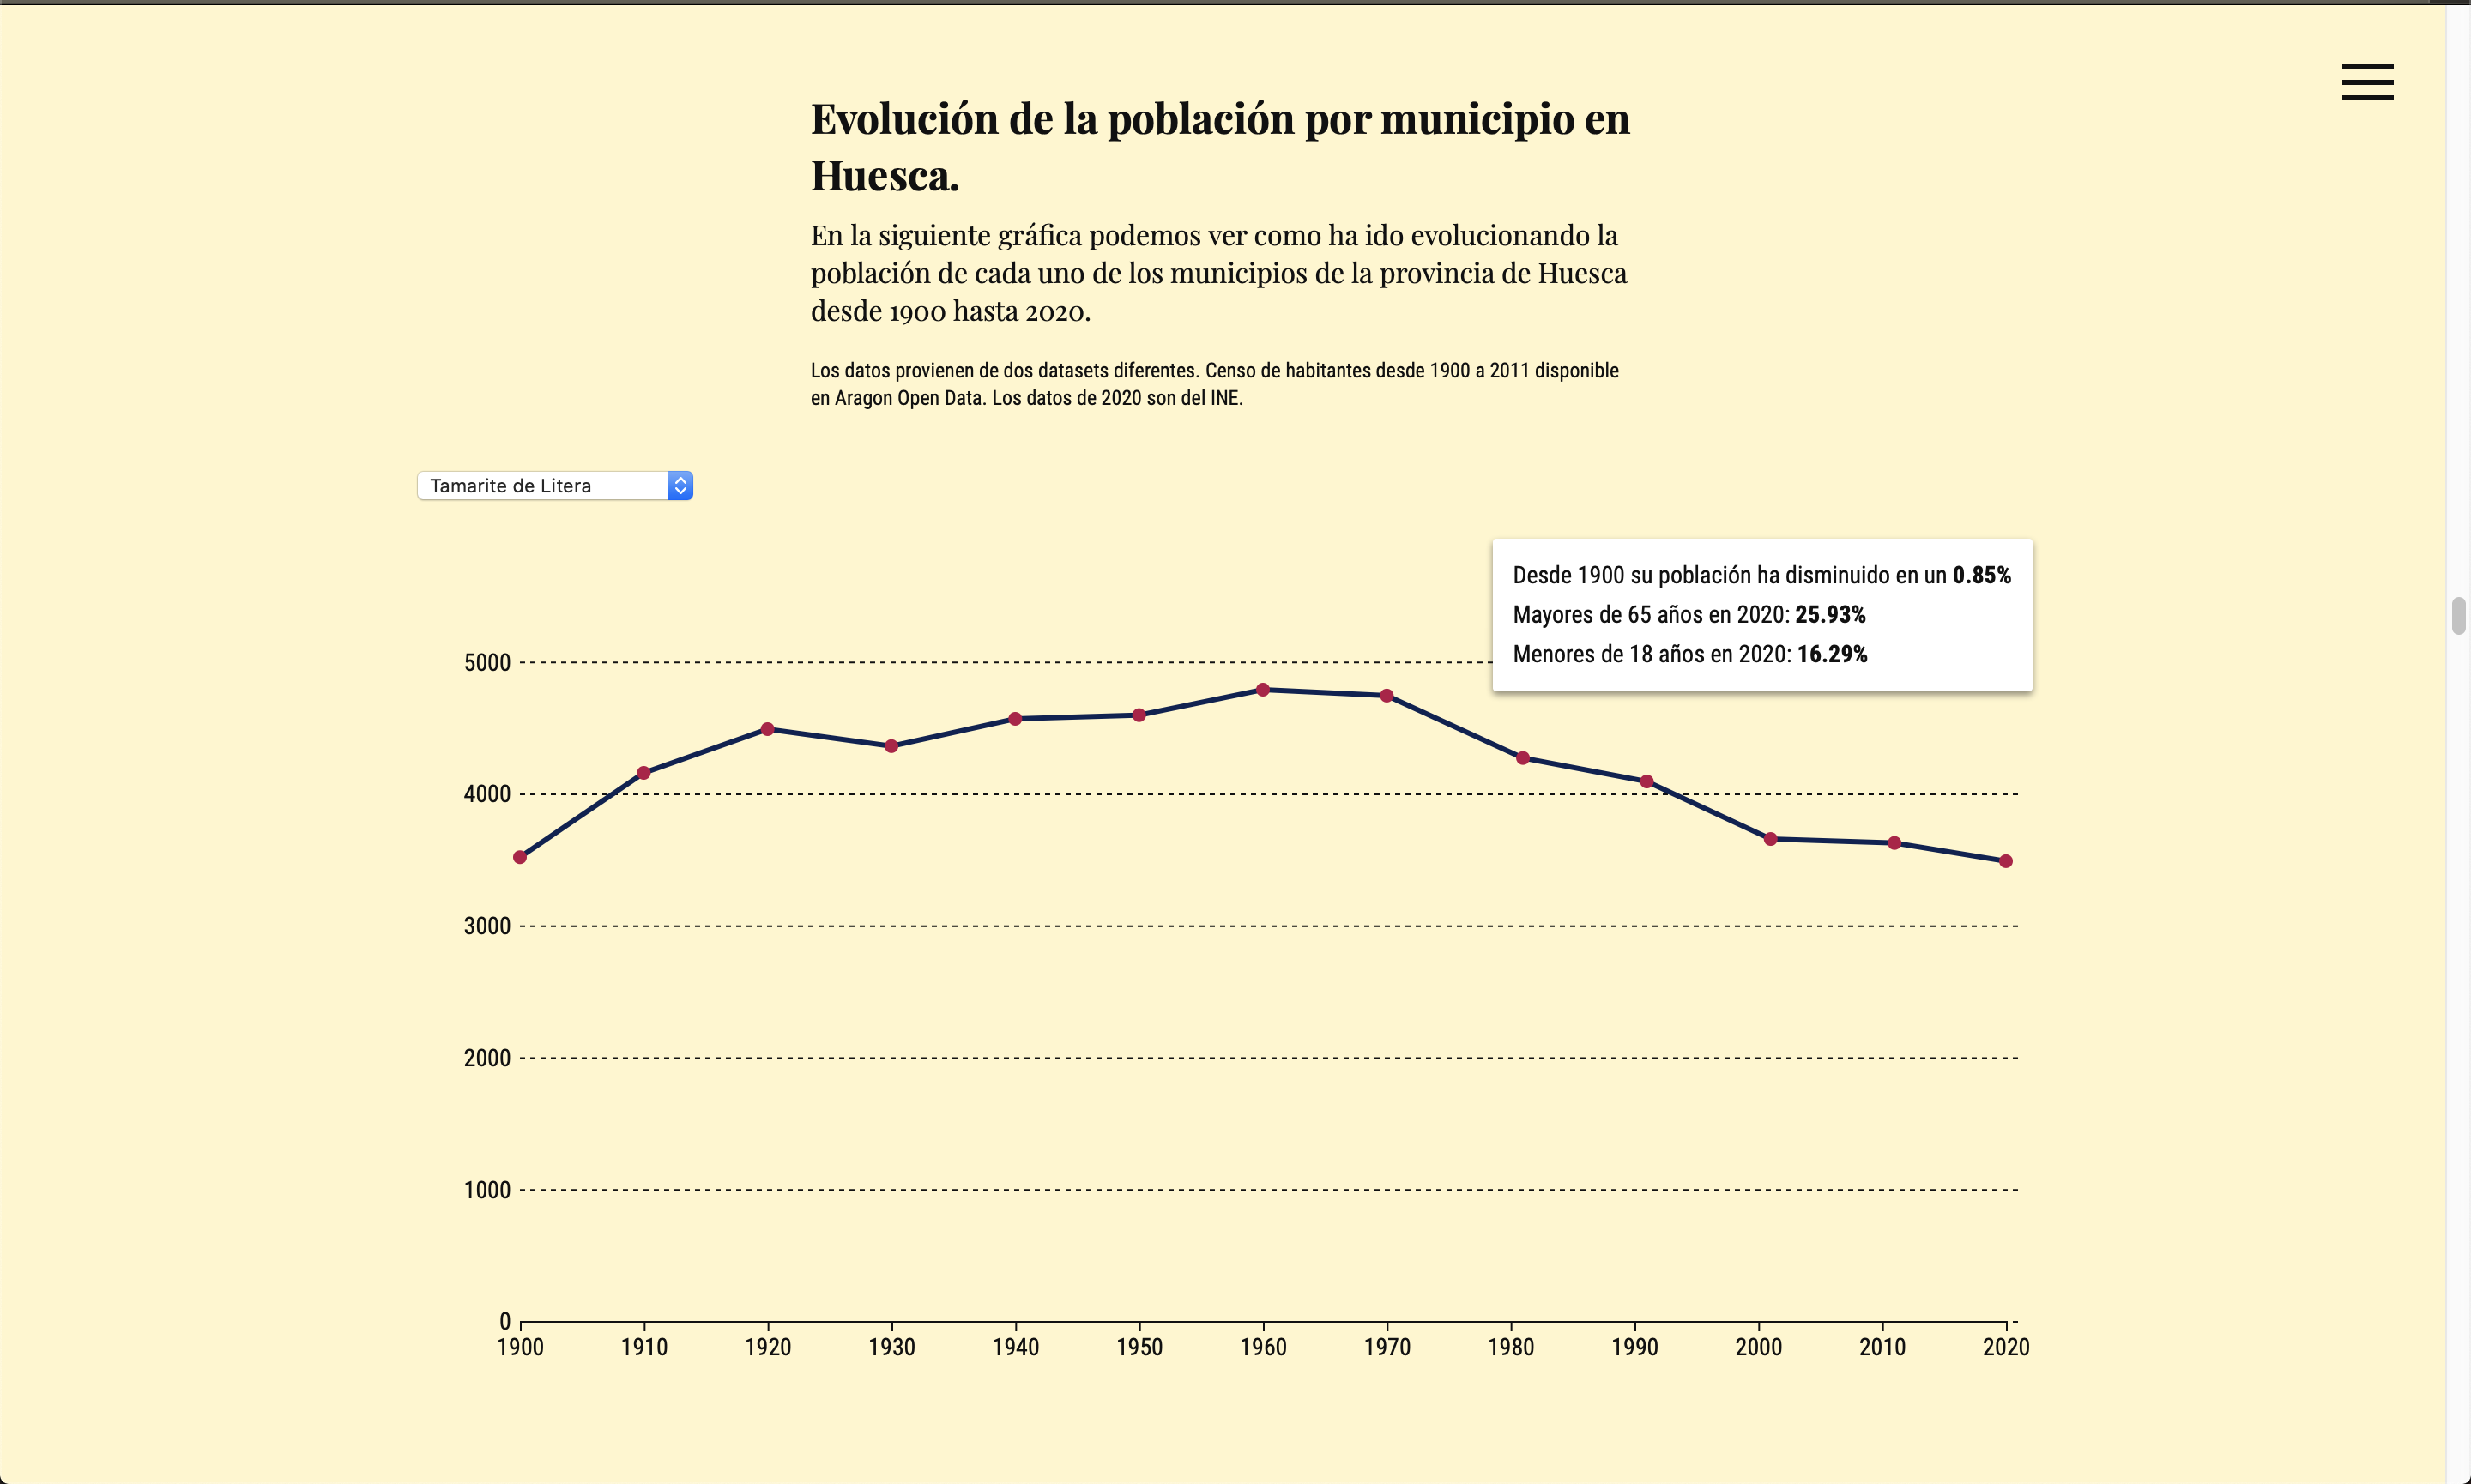 Evolución de la población por municipio en
Huesca.
En la siguiente gráfica podemos ver como ha ido evolucionando la
población de cada uno de los municipios de la provincia de Huesca
desde 1900 hasta 2020.
Los datos provienen de dos datasets diferentes. Censo de habitantes desde 1900 a 2011 disponible
en Aragon Open Data. Los datos de 2020 son del INE.
Tamarite de Litera
Desde 1900 su población ha disminuido en un 0.85%
Mayores de 65 años en 2020: 25.93%
Menores de 18 años en 2020: 16.29%
5000
4000
3000
2000
1000
0
1900 1910 1920 1930 1940 1950 1960 1970 1980 1990 2000 2010 2020